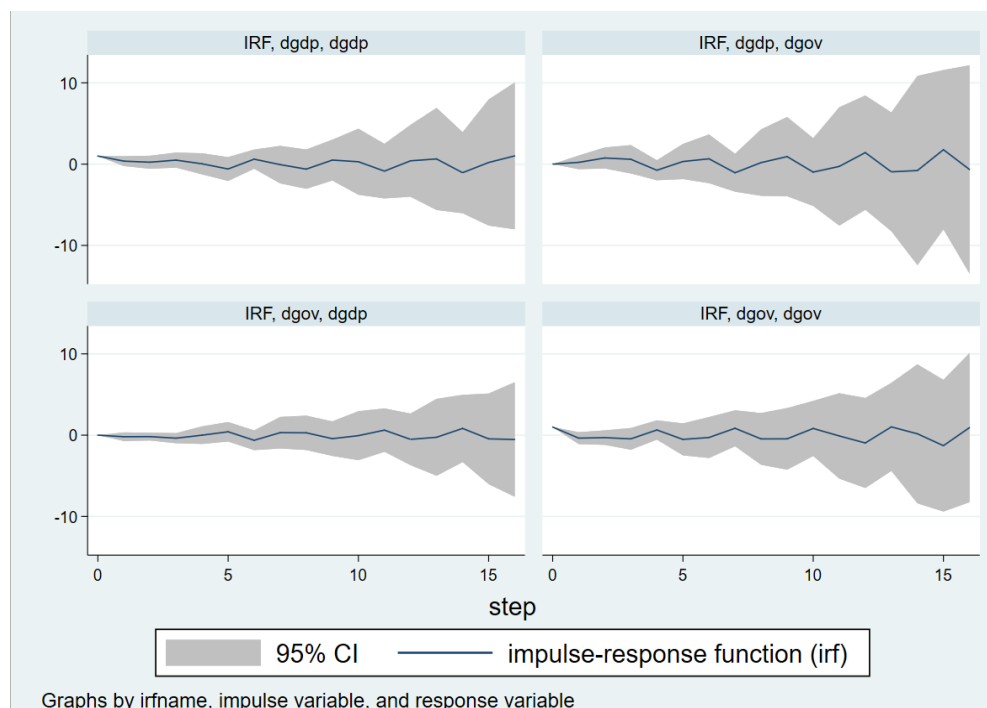 IRF, dgdp, dgdp
IRF, dgdp, dgov
10
0
-10
IRF, dgov, dgdp
IRF, dgov, dgov
10
0
-10
0 5 10 15 0 5 10 15
step
95% CI impulse-response function (irf)
Graphs by irfname, impulse variable, and response variable